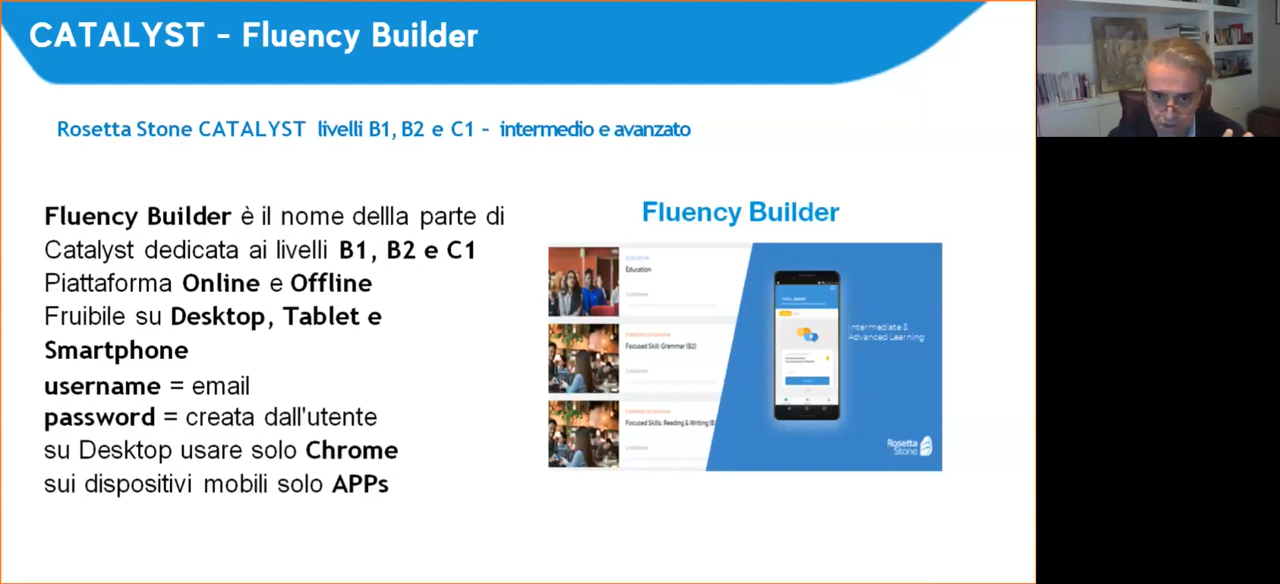 CATALYST - Fluency Builder
Rosetta Stone CATALYST livelli B1, B2 e C1 - intermedio e avanzato
Fluency Builder è il nome dellla parte di
Catalyst dedicata ai livelli B1, B2 e C1
Piattaforma Online e Offline
Fruibile su Desktop, Tablet e
Smartphone
username = email
password = creata dall'utente
su Desktop usare solo Chrome
sui dispositivi mobili solo APPs
Fluency Builder
Education
Focused Skill: Grammar (B2)
Focused Skills: Reading & Writing (B
Intermediate &
Advanced Learning
Rosetta
Stone